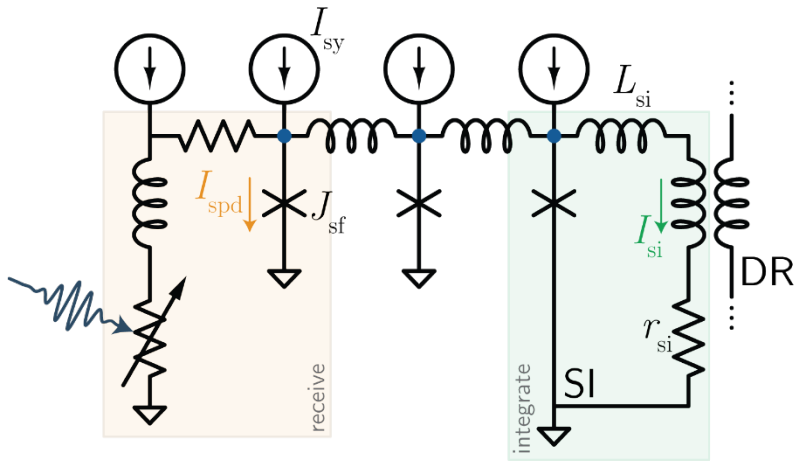 I_sy
L_si
I_spd
J_sf
I_si
DR
r_si
SI
receive
integrate